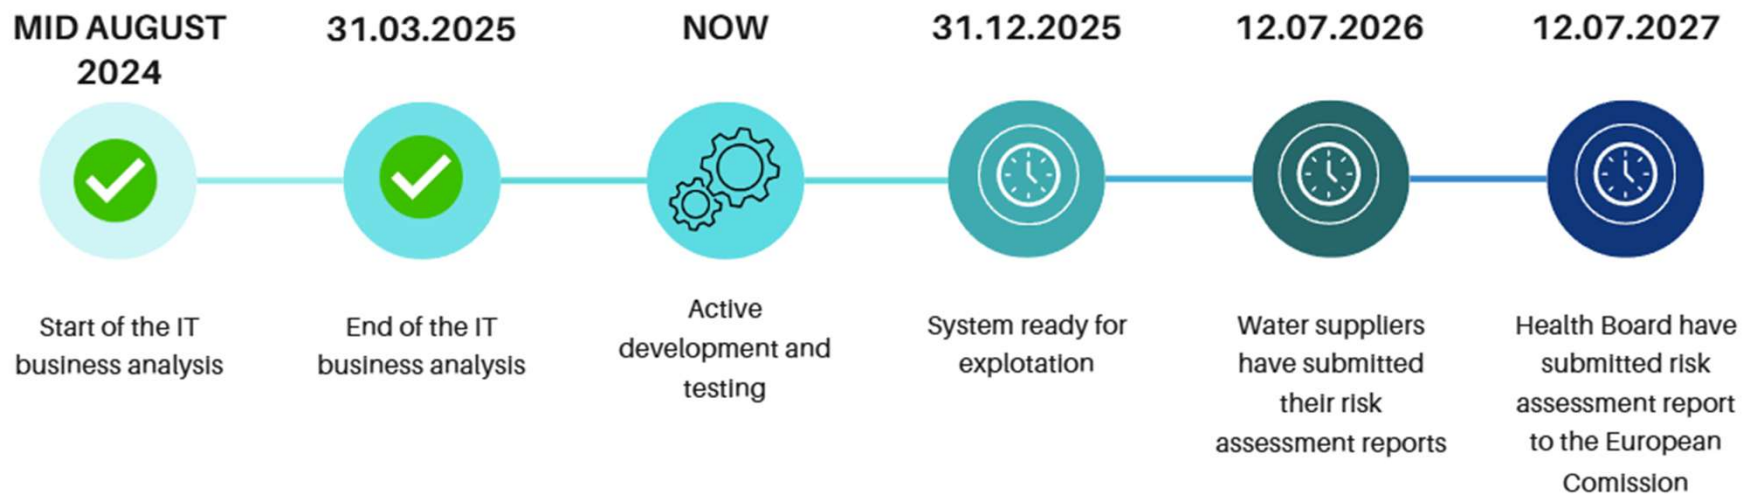 MID AUGUST
2024
31.03.2025
NOW
31.12.2025
12.07.2026
12.07.2027
Start of the IT
business analysis
End of the IT
business analysis
Active
development and
testing
System ready for
explotation
Water suppliers
have submitted
their risk
assessment reports
Health Board have
submitted risk
assessment report
to the European
Comission